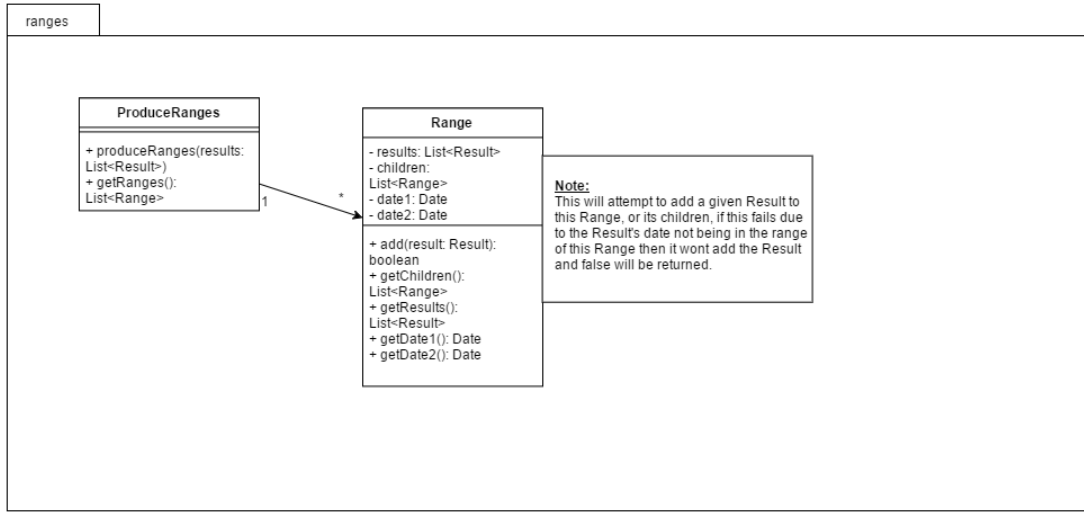 ranges
ProduceRanges
+ produceRanges(results:
List<Result>)
+ getRanges():
List<Range>
1
*
Range
- results: List<Result>
- children:
List<Range>
- date1: Date
- date2: Date
+ add(result: Result):
boolean
+ getChildren():
List<Range>
+ getResults():
List<Result>
+ getDate1(): Date
+ getDate2(): Date
Note:
This will attempt to add a given Result to
this Range, or its children, if this fails due
to the Result's date not being in the range
of this Range then it wont add the Result
and false will be returned.